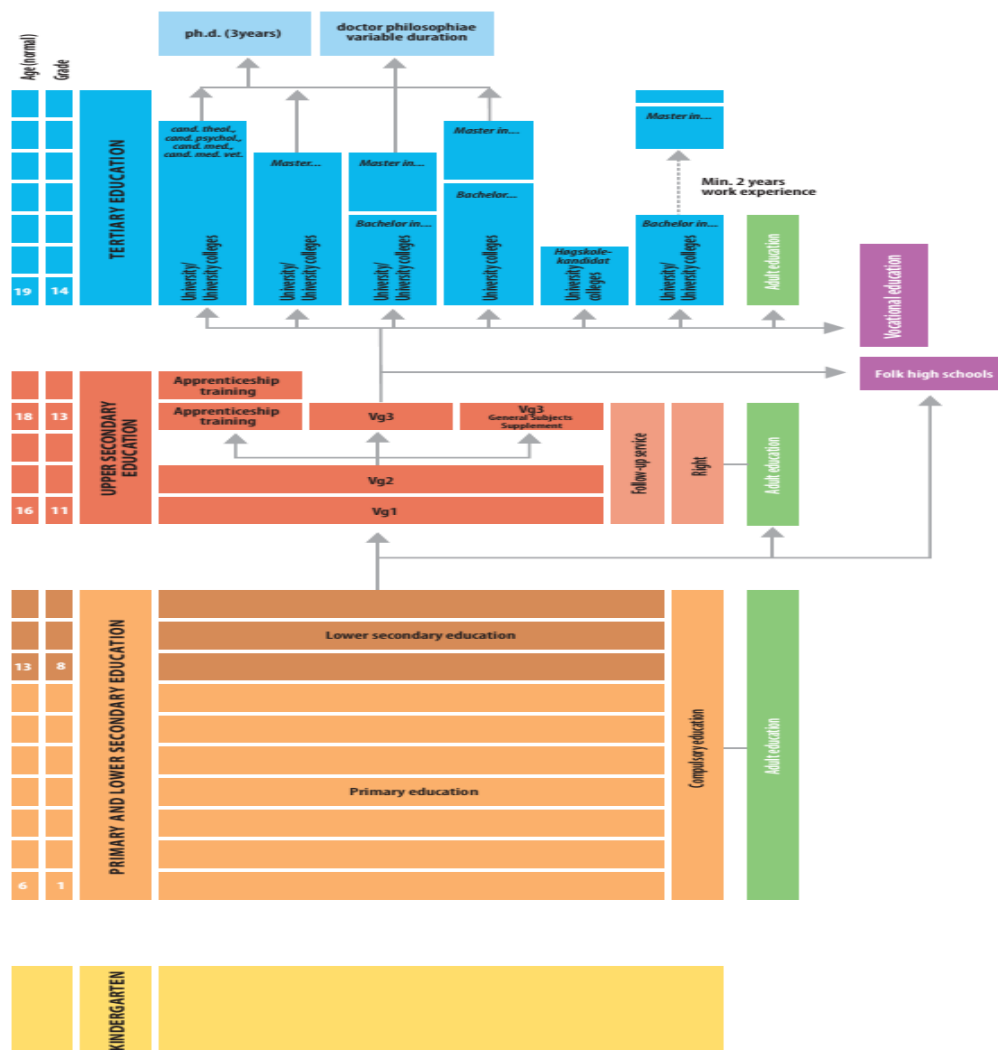 Age (normal)
Grade
ph.d. (3years)
doctor philosophiae
variable duration
TERTIARY EDUCATION
cand. theol.,
cand. psychol.,
cand. med.,
cand. med. vet.
University/
University colleges
Master...
University/
University colleges
Master in....
Bachelor in....
University/
University colleges
Master in....
Bachelor...
University/
University colleges
Høgskole-
kandidat
University
colleges
Master in....
Min. 2 years
work experience
Bachelor in....
University/
University colleges
Adult education
19
14
Vocational education
Folk high schools
UPPER SECONDARY
EDUCATION
Apprenticeship
training
18
13
Apprenticeship
training
Vg3
Vg3
General Subjects
Supplement
Vg2
16
11
Vg1
Follow-up service
Right
Adult education
PRIMARY AND LOWER SECONDARY EDUCATION
Lower secondary education
13
8
Primary education
6
1
Compulsory education
Adult education
KINDERGARTEN